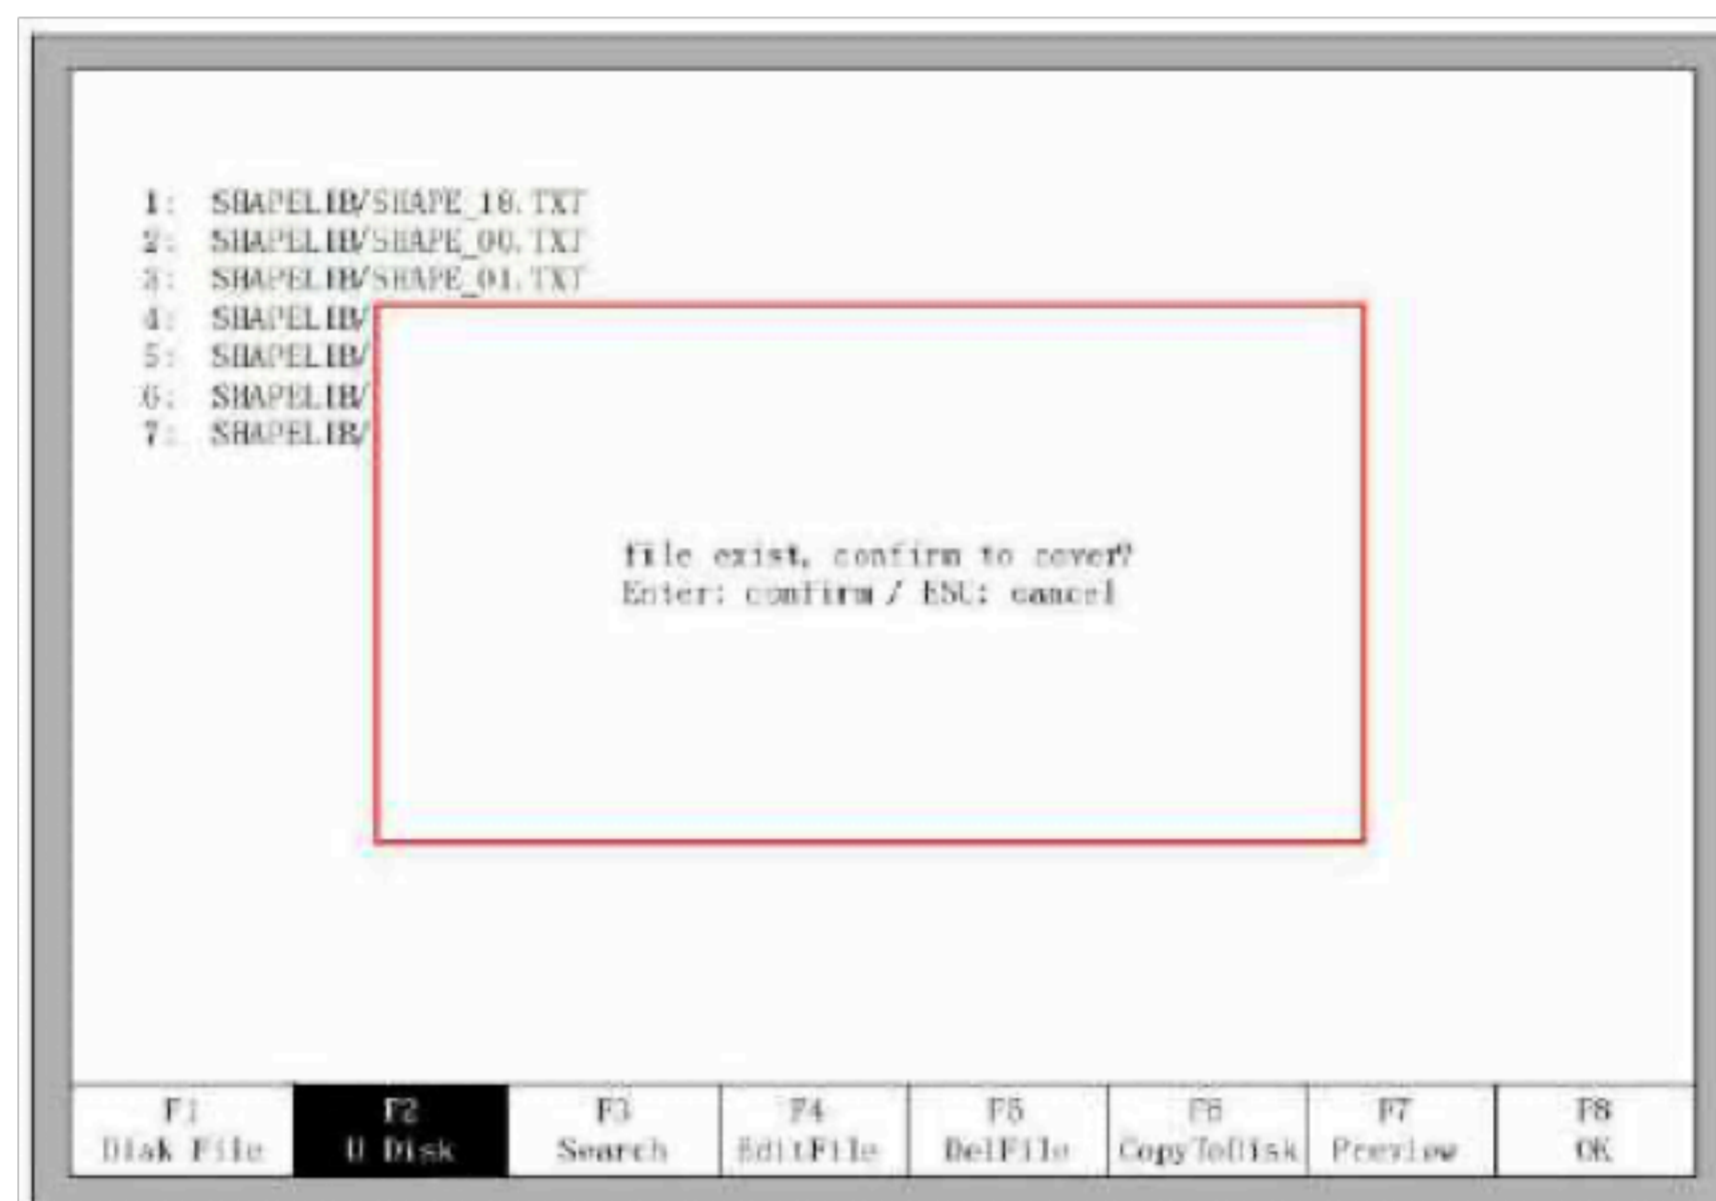 1: SHAPELIB/SHAPE_18.TXT
2: SHAPELIB/SHAPE_00.TXT
3: SHAPELIB/SHAPE_01.TXT
4: SHAPELIB/
5: SHAPELIB/
6: SHAPELIB/
7: SHAPELIB/
file exist, confirm to cover?
Enter: confirm / ESC: cancel
F1 F2 F3 F4 F5 F6 F7 F8
Disk File U Disk Search EditFile DelFile CopyToDisk Preview OK